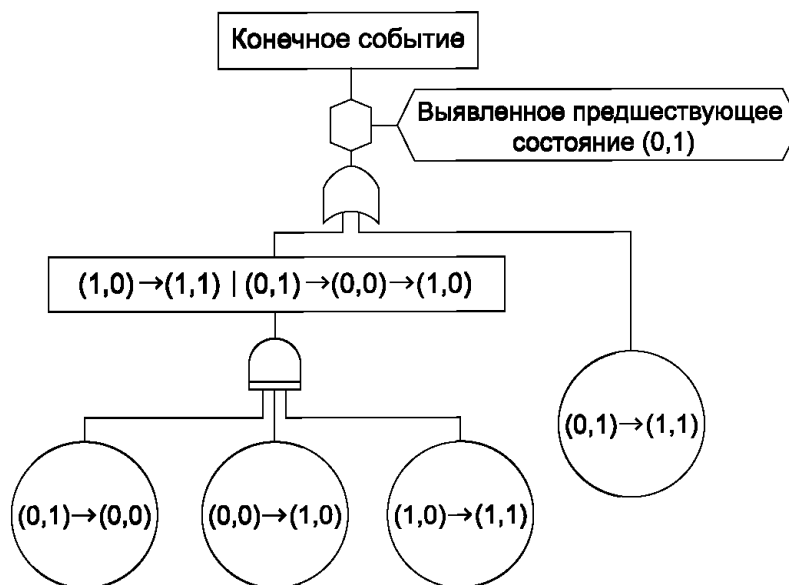 Конечное событие
Выявленное предшествующее
состояние (0,1)
(1,0)→(1,1) | (0,1)→(0,0)→(1,0)
(0,1)→(1,1)
(0,1)→(0,0)
(0,0)→(1,0)
(1,0)→(1,1)